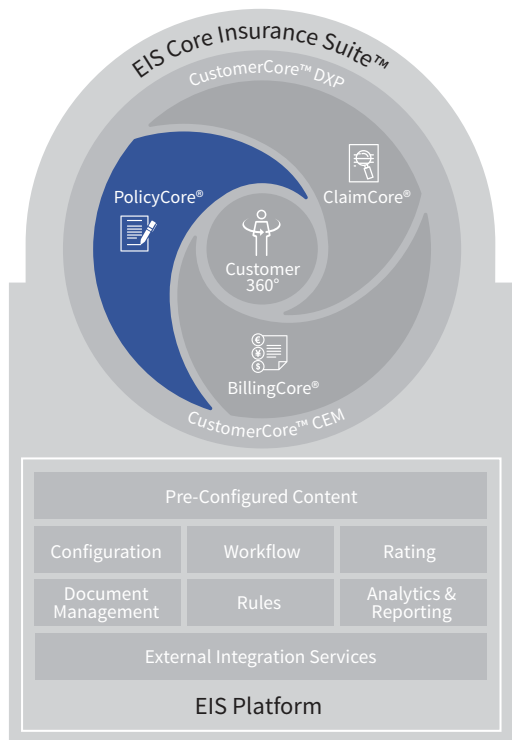 EIS Core Insurance Suite™
CustomerCore™ DXP
PolicyCore®
ClaimCore®
Customer
360°
€
¥
$
BillingCore®
CustomerCore™ CEM
Pre-Configured Content
Configuration
Workflow
Rating
Document
Management
Rules
Analytics &
Reporting
External Integration Services
EIS Platform